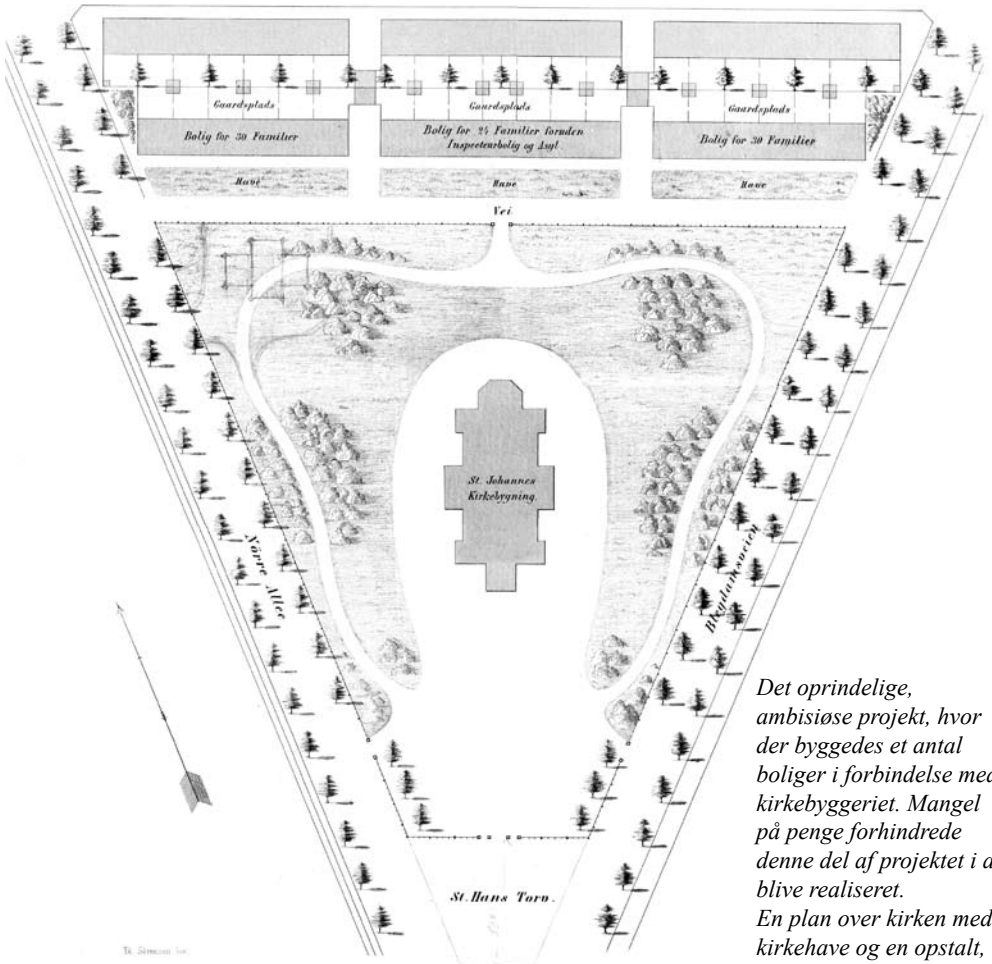 Gaardsplads
Gaardsplads
Gaardsplads
Bolig for 30 Familier
Bolig for 24 Familier foruden
Inspecteurbolig og Asyl
Bolig for 30 Familier
Have
Have
Have
Vei
St. Johannes
Kirkebygning.
Nörre Allee
Blegdamsveien
St. Hans Torv.
Det oprindelige,
ambisiøse projekt, hvor
der byggedes et antal
boliger i forbindelse med
kirkebyggeriet. Mangel
på penge forhindrede
denne del af projektet i a
blive realiseret.
En plan over kirken med
kirkehave og en opstalt,